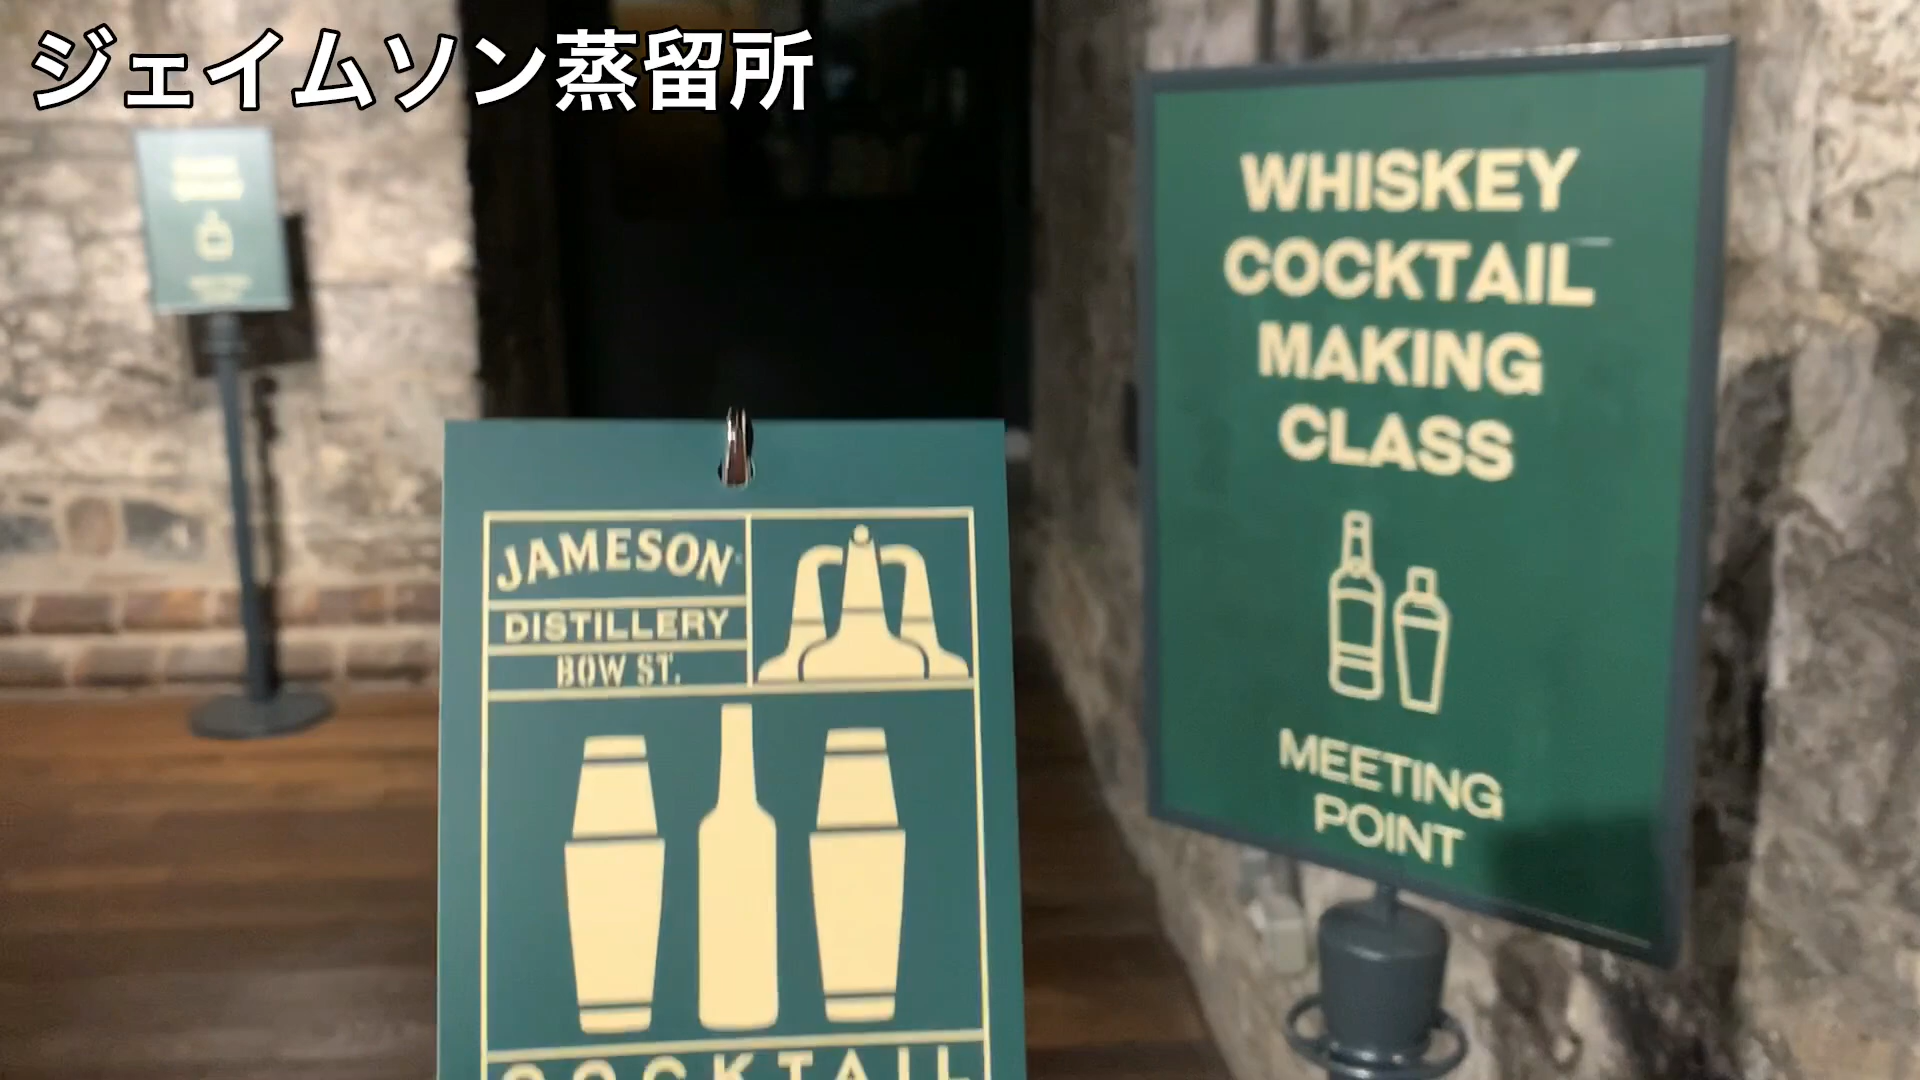 ジェイムソン蒸留所
WHISKEY
COCKTAIL
MAKING
CLASS
MEETING
POINT
JAMESON
DISTILLERY
BOW ST.
COCKTAIL